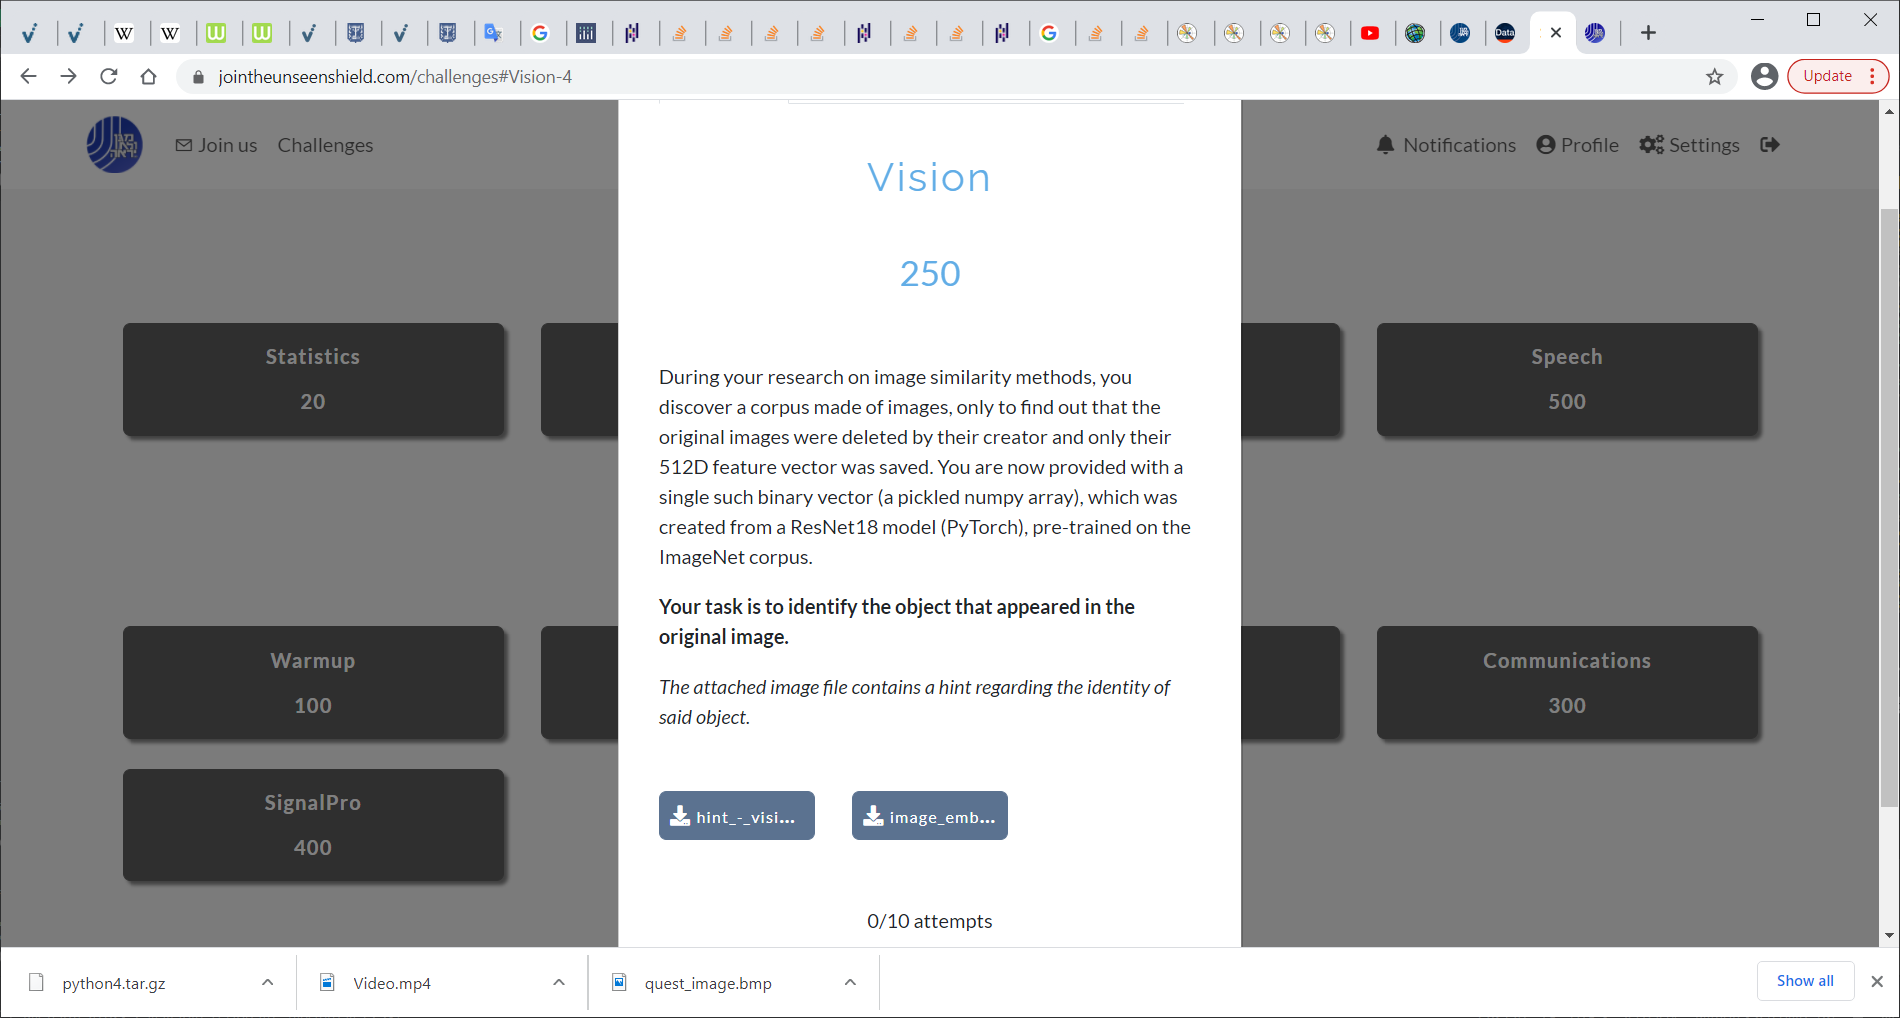 W
W
W
W
G
G
Data
jointheunseenshield.com/challenges#Vision-4
Update
מגן
ולא
יראה
Join us
Challenges
Notifications
Profile
Settings
Vision
250
During your research on image similarity methods, you
discover a corpus made of images, only to find out that the
original images were deleted by their creator and only their
512D feature vector was saved. You are now provided with a
single such binary vector (a pickled numpy array), which was
created from a ResNet18 model (PyTorch), pre-trained on the
ImageNet corpus.
Your task is to identify the object that appeared in the
original image.
The attached image file contains a hint regarding the identity of
said object.
hint_-_visi...
image_emb...
0/10 attempts
Statistics
20
Speech
500
Warmup
100
Communications
300
SignalPro
400
python4.tar.gz
Video.mp4
quest_image.bmp
Show all